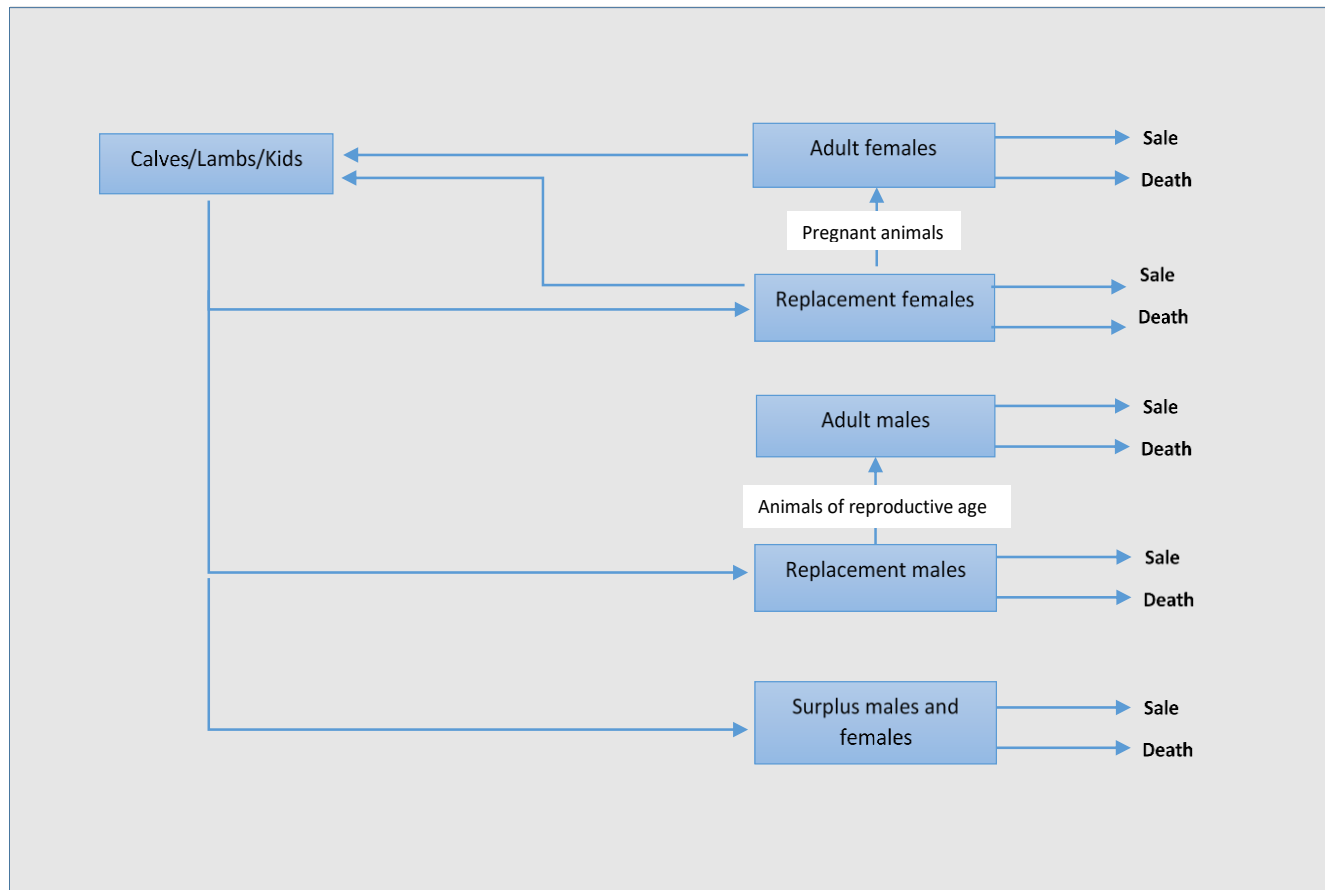 Calves/Lambs/Kids
Adult females
Sale
Death
Pregnant animals
Replacement females
Sale
Death
Adult males
Sale
Death
Animals of reproductive age
Replacement males
Sale
Death
Surplus males and
females
Sale
Death